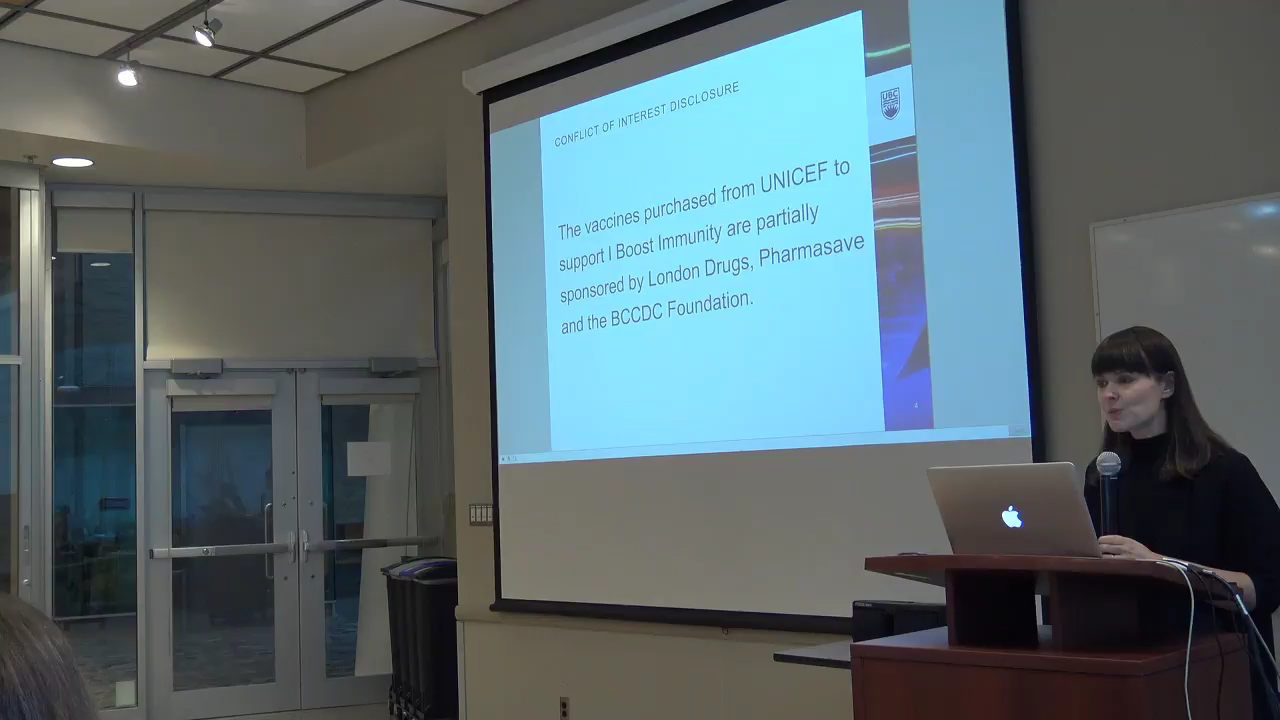 CONFLICT OF INTEREST DISCLOSURE
UBC
The vaccines purchased from UNICEF to
support I Boost Immunity are partially
sponsored by London Drugs, Pharmasave
and the BCCDC Foundation.
4